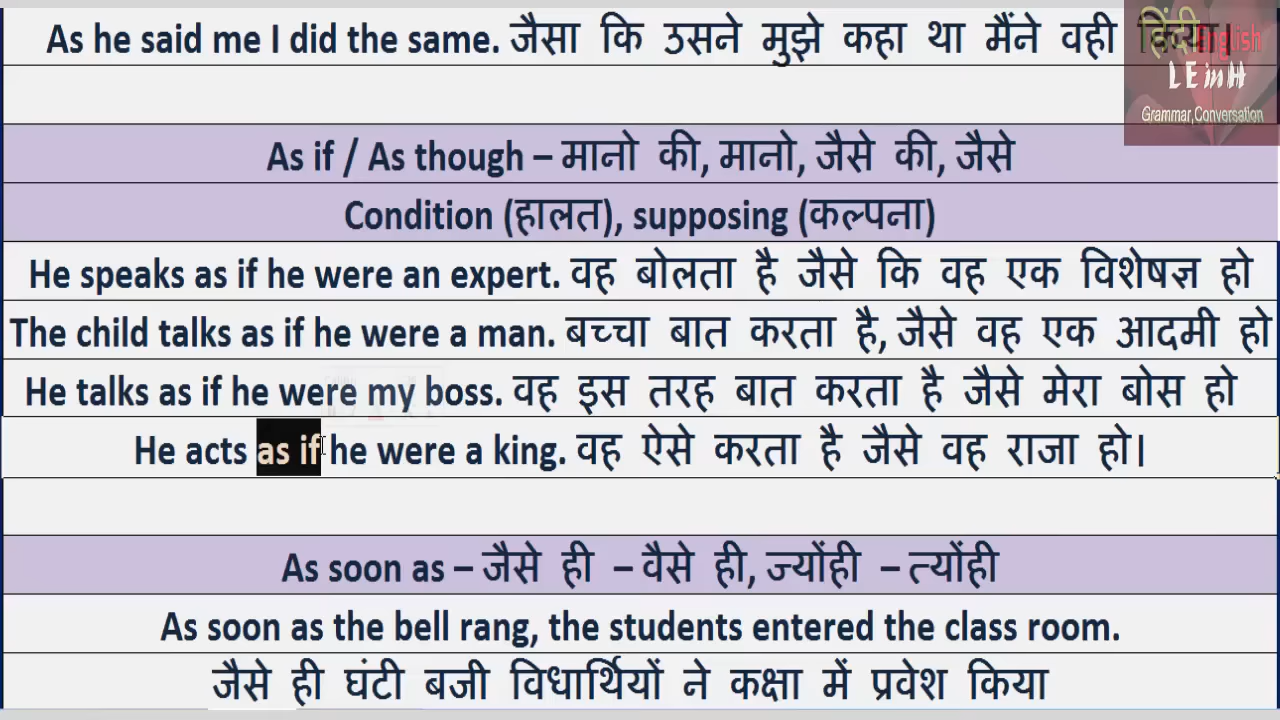 As he said me I did the same. जैसा कि उसने मुझे कहा था मैंने वही
हिंदी English
L E in H
Grammar,Conversation
As if / As though – मानो की, मानो, जैसे की, जैसे
Condition (हालत), supposing (कल्पना)
He speaks as if he were an expert. वह बोलता है जैसे कि वह एक विशेषज्ञ हो
The child talks as if he were a man. बच्चा बात करता है, जैसे वह एक आदमी हो
He talks as if he were my boss. वह इस तरह बात करता है जैसे मेरा बोस हो
He acts as if he were a king. वह ऐसे करता है जैसे वह राजा हो।
As soon as – जैसे ही – वैसे ही, ज्योंही – त्योंही
As soon as the bell rang, the students entered the class room.
जैसे ही घंटी बजी विधार्थियों ने कक्षा में प्रवेश किया